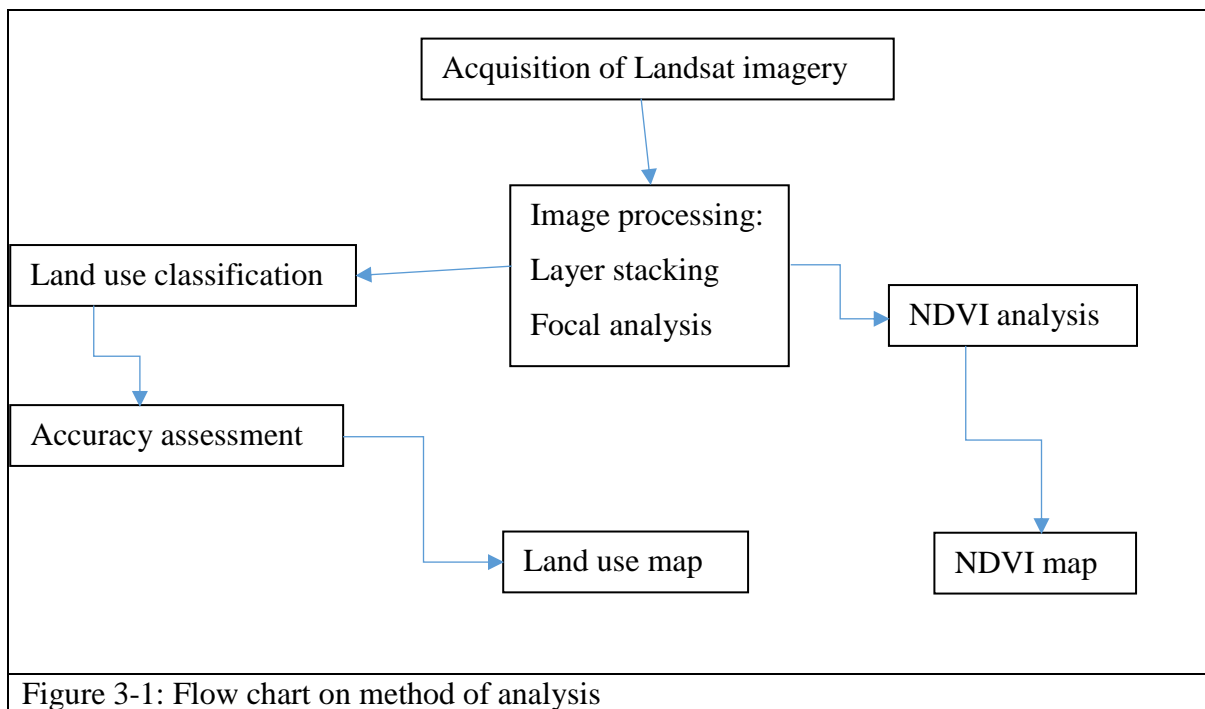 Acquisition of Landsat imagery
Image processing:
Layer stacking
Focal analysis
Land use classification
NDVI analysis
Accuracy assessment
Land use map
NDVI map
Figure 3-1: Flow chart on method of analysis